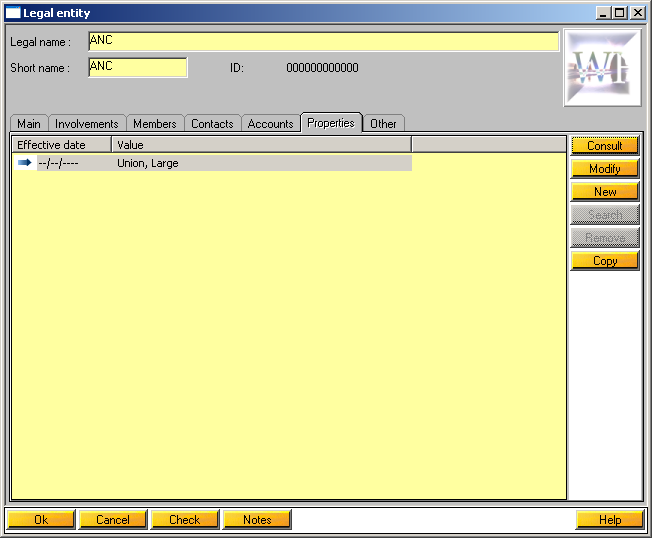 Legal entity
Legal name :
ANC
Short name :
ANC
ID:
000000000000
Main
Involvements
Members
Contacts
Accounts
Properties
Other
Effective date
Value
--/--/----
Union, Large
Consult
Modify
New
Search
Remove
Copy
Ok
Cancel
Check
Notes
Help